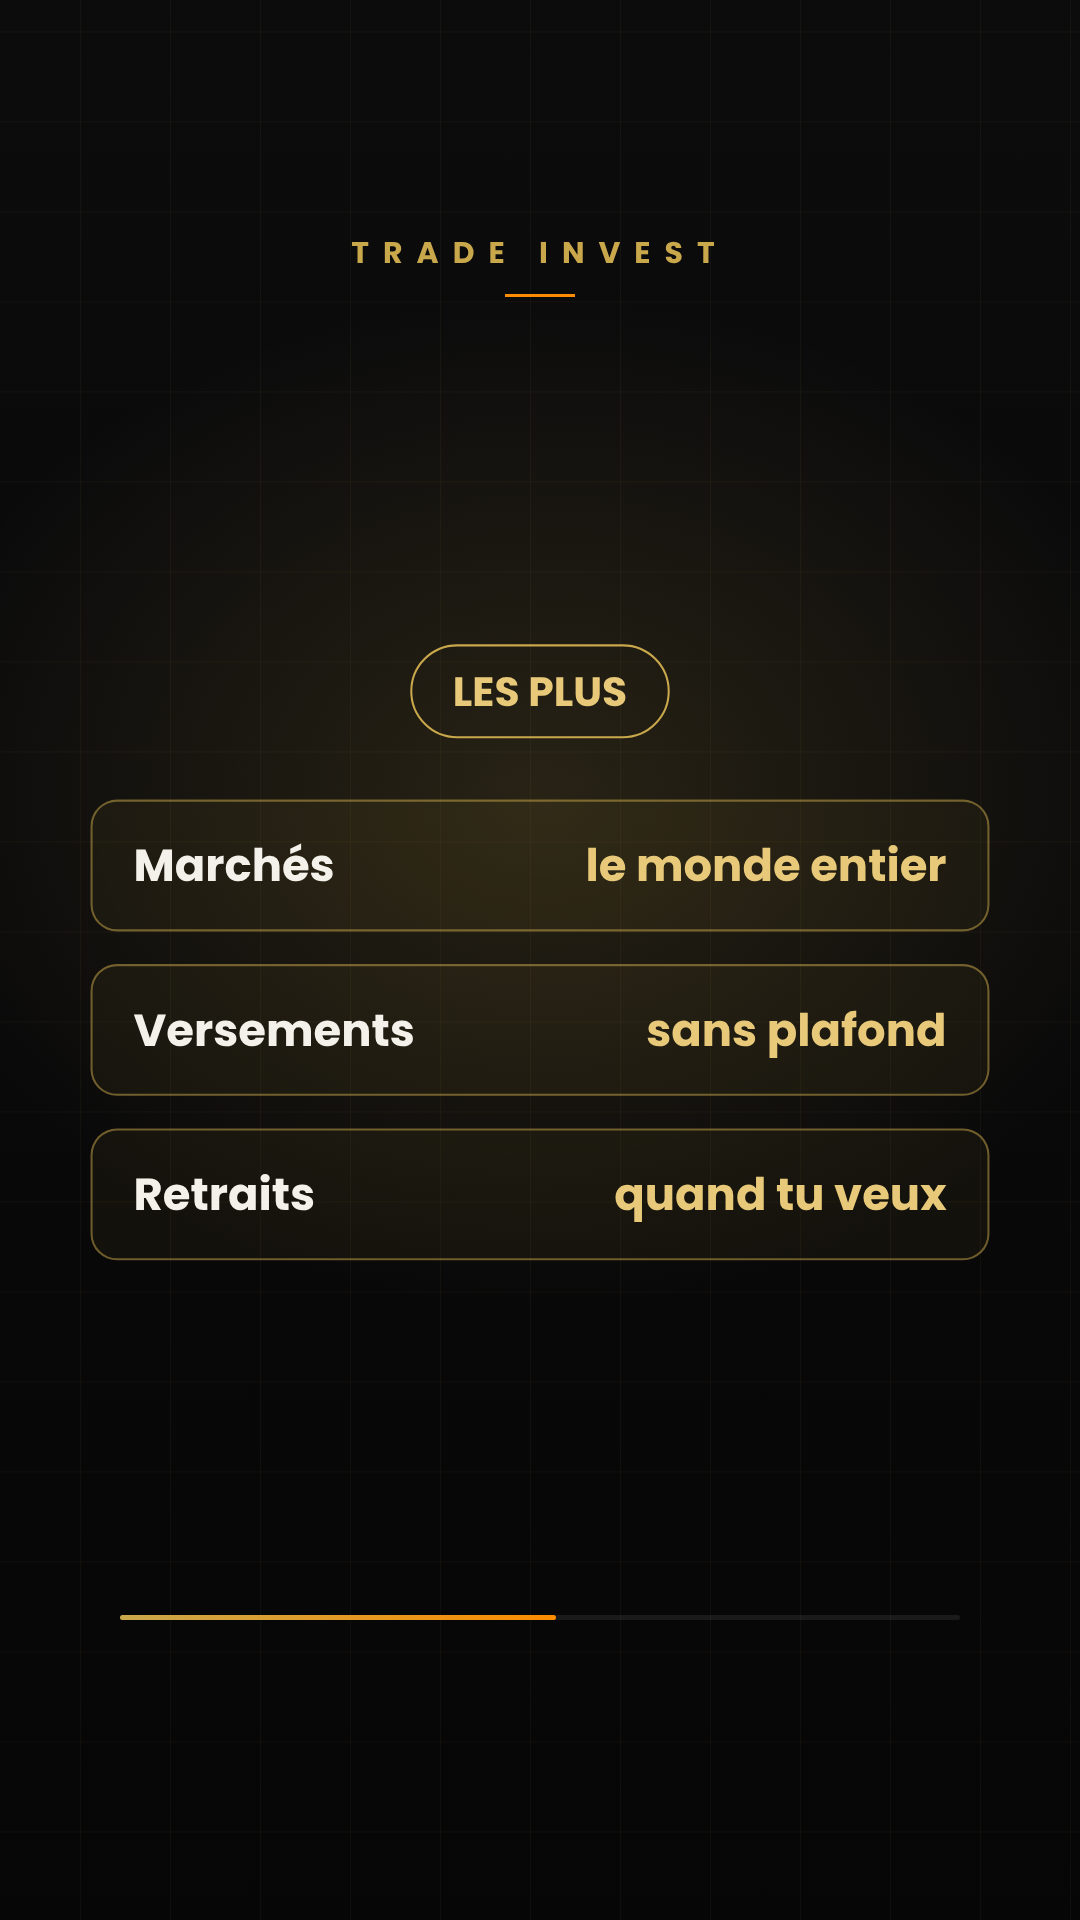 TRADE INVEST
LES PLUS
Marchés le monde entier
Versements sans plafond
Retraits quand tu veux